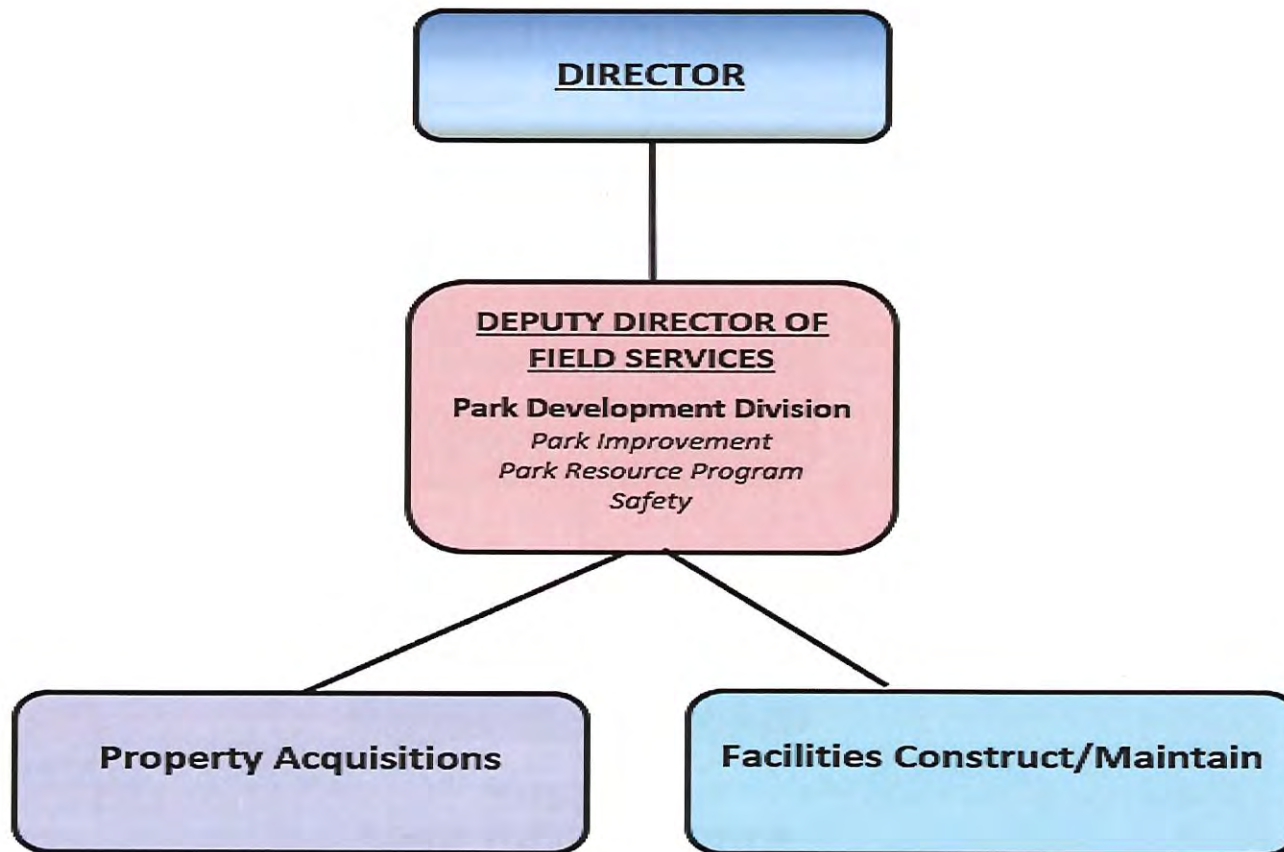 DIRECTOR
DEPUTY DIRECTOR OF
FIELD SERVICES
Park Development Division
Park Improvement
Park Resource Program
Safety
Property Acquisitions
Facilities Construct/Maintain